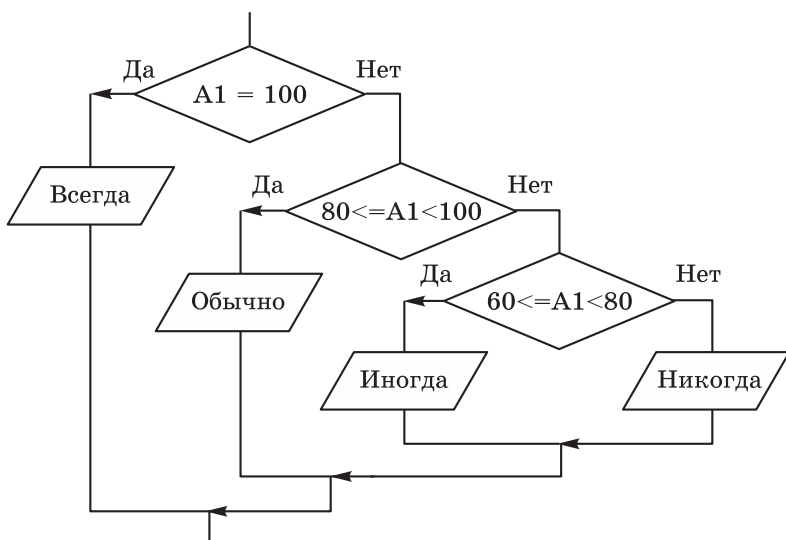 Да
Нет
A1 = 100
Всегда
Да
Нет
80<=A1<100
Обычно
Да
Нет
60<=A1<80
Иногда
Никогда